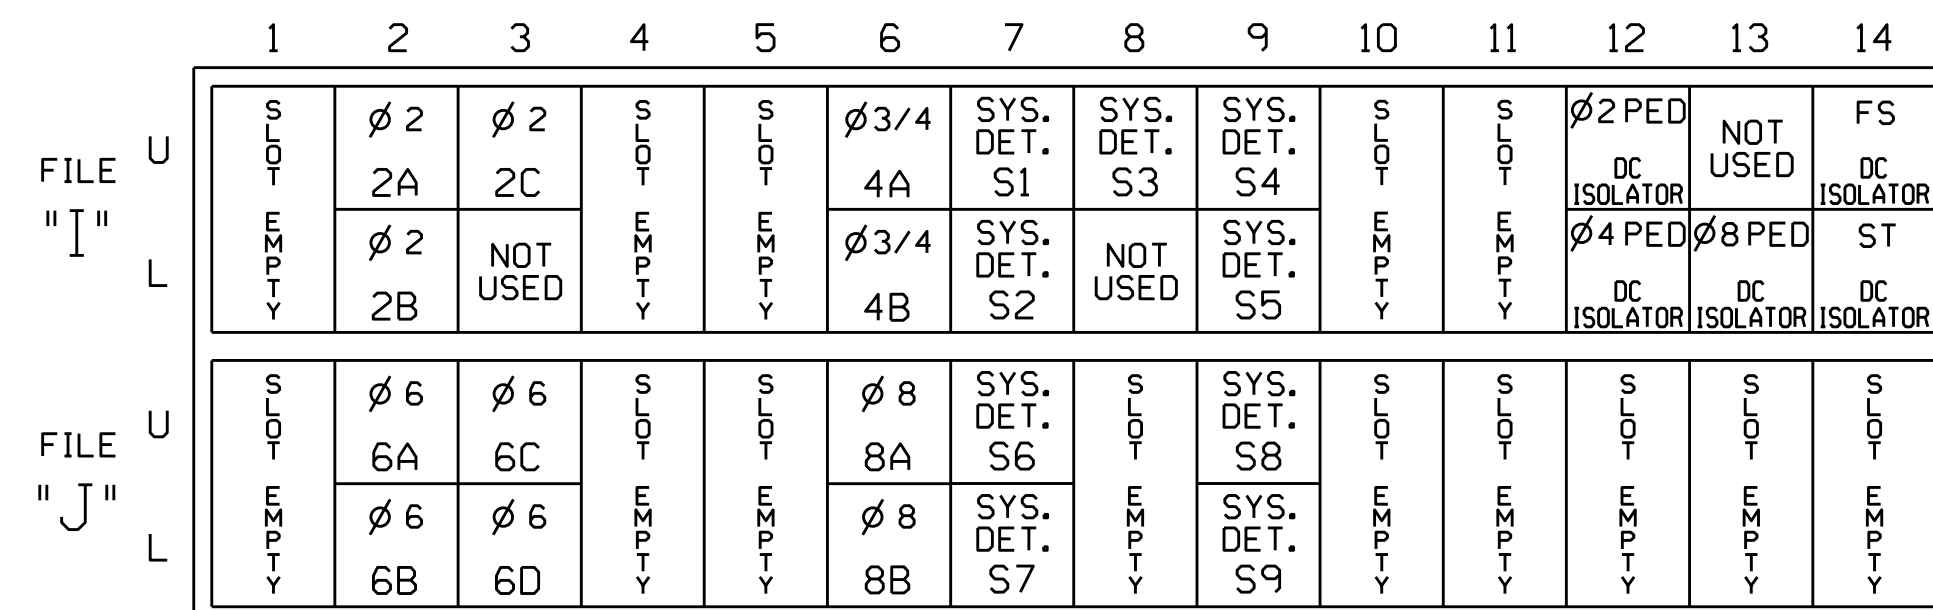 1 2 3 4 5 6 7 8 9 10 11 12 13 14
FILE "I"
U
L
SLOT EMPTY
Ø 2
2A
Ø 2
2B
Ø 2
2C
NOT
USED
SLOT EMPTY
SLOT EMPTY
Ø3/4
4A
Ø3/4
4B
SYS.
DET.
S1
SYS.
DET.
S2
SYS.
DET.
S3
NOT
USED
SYS.
DET.
S4
SYS.
DET.
S5
SLOT EMPTY
SLOT EMPTY
Ø2 PED
DC
ISOLATOR
Ø4 PED
DC
ISOLATOR
NOT
USED
Ø8 PED
DC
ISOLATOR
FS
DC
ISOLATOR
ST
DC
ISOLATOR
FILE "J"
U
L
SLOT EMPTY
Ø 6
6A
Ø 6
6B
Ø 6
6C
Ø 6
6D
SLOT EMPTY
SLOT EMPTY
Ø 8
8A
Ø 8
8B
SYS.
DET.
S6
SYS.
DET.
S7
SLOT EMPTY
SYS.
DET.
S8
SYS.
DET.
S9
SLOT EMPTY
SLOT EMPTY
SLOT EMPTY
SLOT EMPTY
SLOT EMPTY